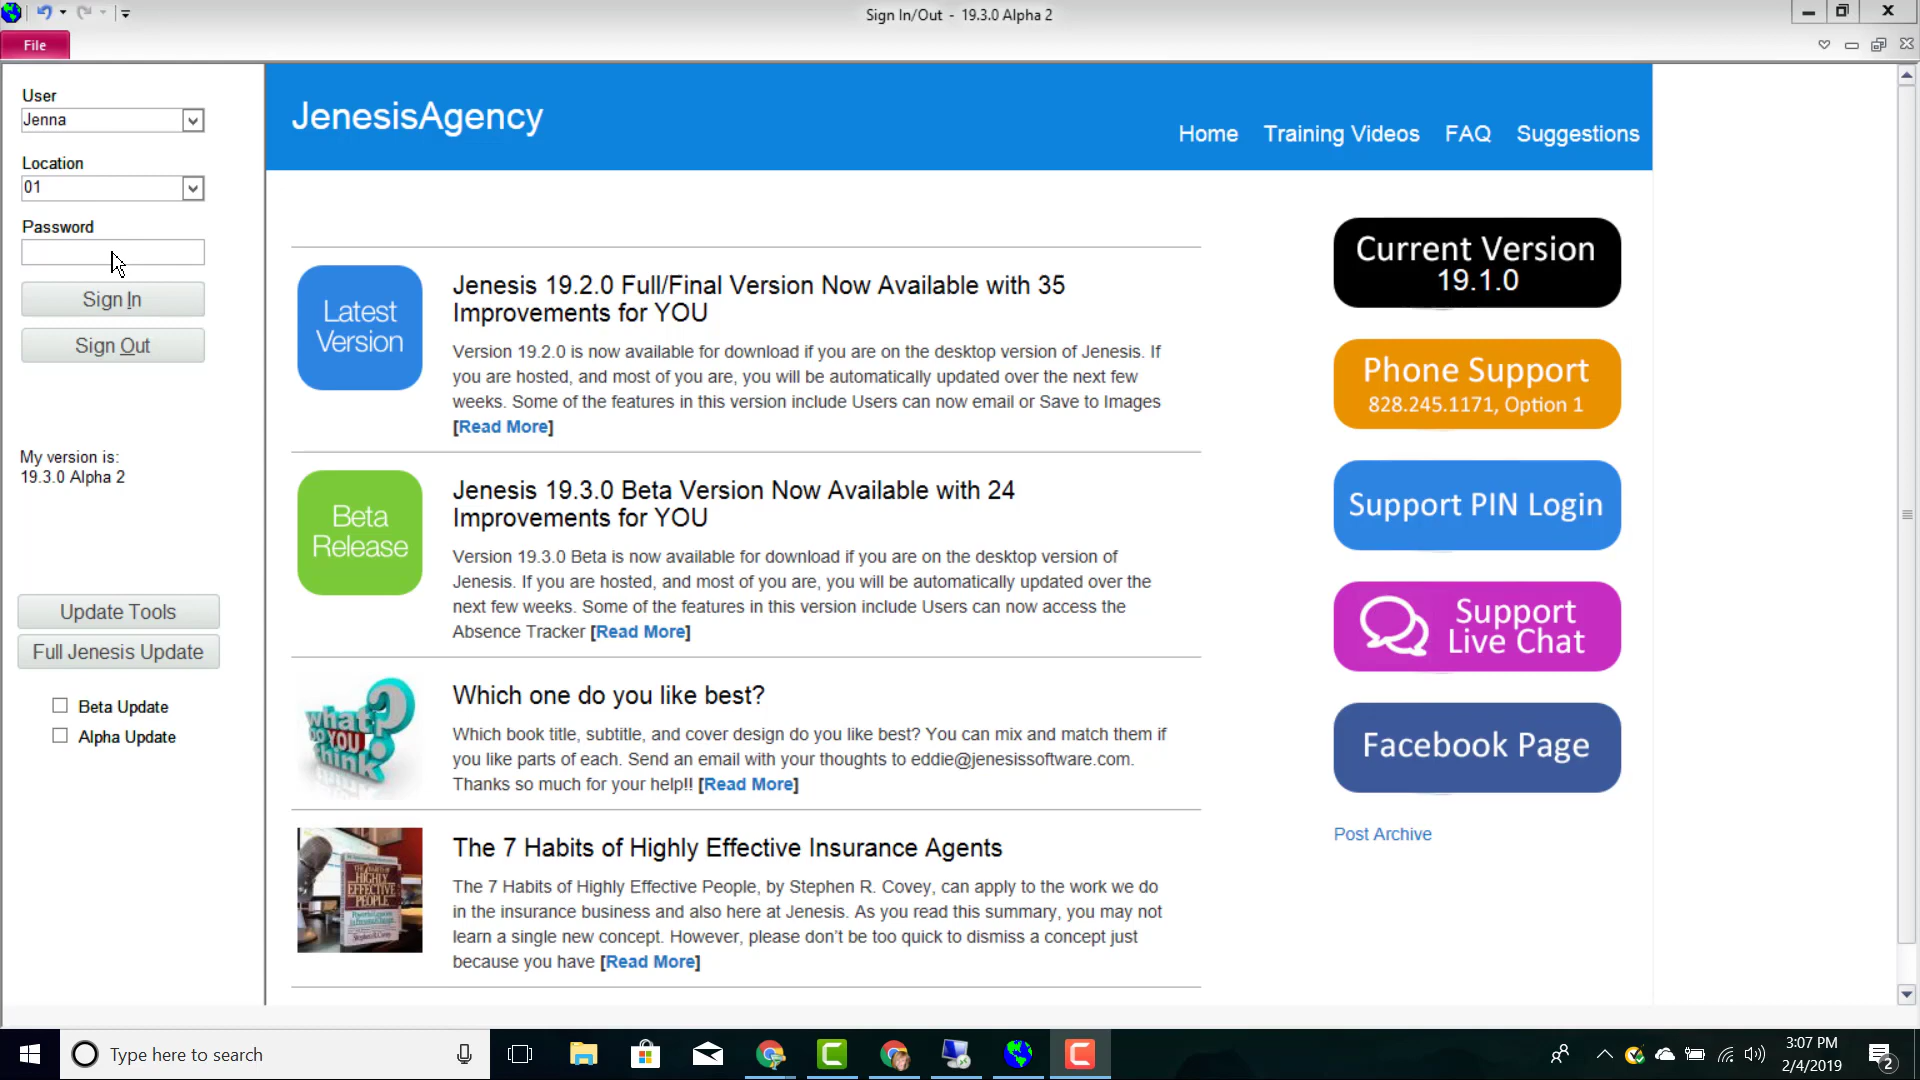 Sign In/Out - 19.3.0 Alpha 2
File
User
Jenna
Location
01
Password
Sign In
Sign Out
My version is:
19.3.0 Alpha 2
Update Tools
Full Jenesis Update
Beta Update
Alpha Update
JenesisAgency
Home Training Videos FAQ Suggestions
Latest
Version
Jenesis 19.2.0 Full/Final Version Now Available with 35
Improvements for YOU
Version 19.2.0 is now available for download if you are on the desktop version of Jenesis. If
you are hosted, and most of you are, you will be automatically updated over the next few
weeks. Some of the features in this version include Users can now email or Save to Images
[Read More]
Beta
Release
Jenesis 19.3.0 Beta Version Now Available with 24
Improvements for YOU
Version 19.3.0 Beta is now available for download if you are on the desktop version of
Jenesis. If you are hosted, and most of you are, you will be automatically updated over the
next few weeks. Some of the features in this version include Users can now access the
Absence Tracker [Read More]
what
do YOU
think
?
Which one do you like best?
Which book title, subtitle, and cover design do you like best? You can mix and match them if
you like parts of each. Send an email with your thoughts to eddie@jenesissoftware.com.
Thanks so much for your help!! [Read More]
THE 7 HABITS OF
HIGHLY
EFFECTIVE
PEOPLE
Stephen R. Covey
The 7 Habits of Highly Effective Insurance Agents
The 7 Habits of Highly Effective People, by Stephen R. Covey, can apply to the work we do
in the insurance business and also here at Jenesis. As you read this summary, you may not
learn a single new concept. However, please don't be too quick to dismiss a concept just
because you have [Read More]
Current Version
19.1.0
Phone Support
828.245.1171, Option 1
Support PIN Login
Support
Live Chat
Facebook Page
Post Archive
Type here to search
3:07 PM
2/4/2019
2